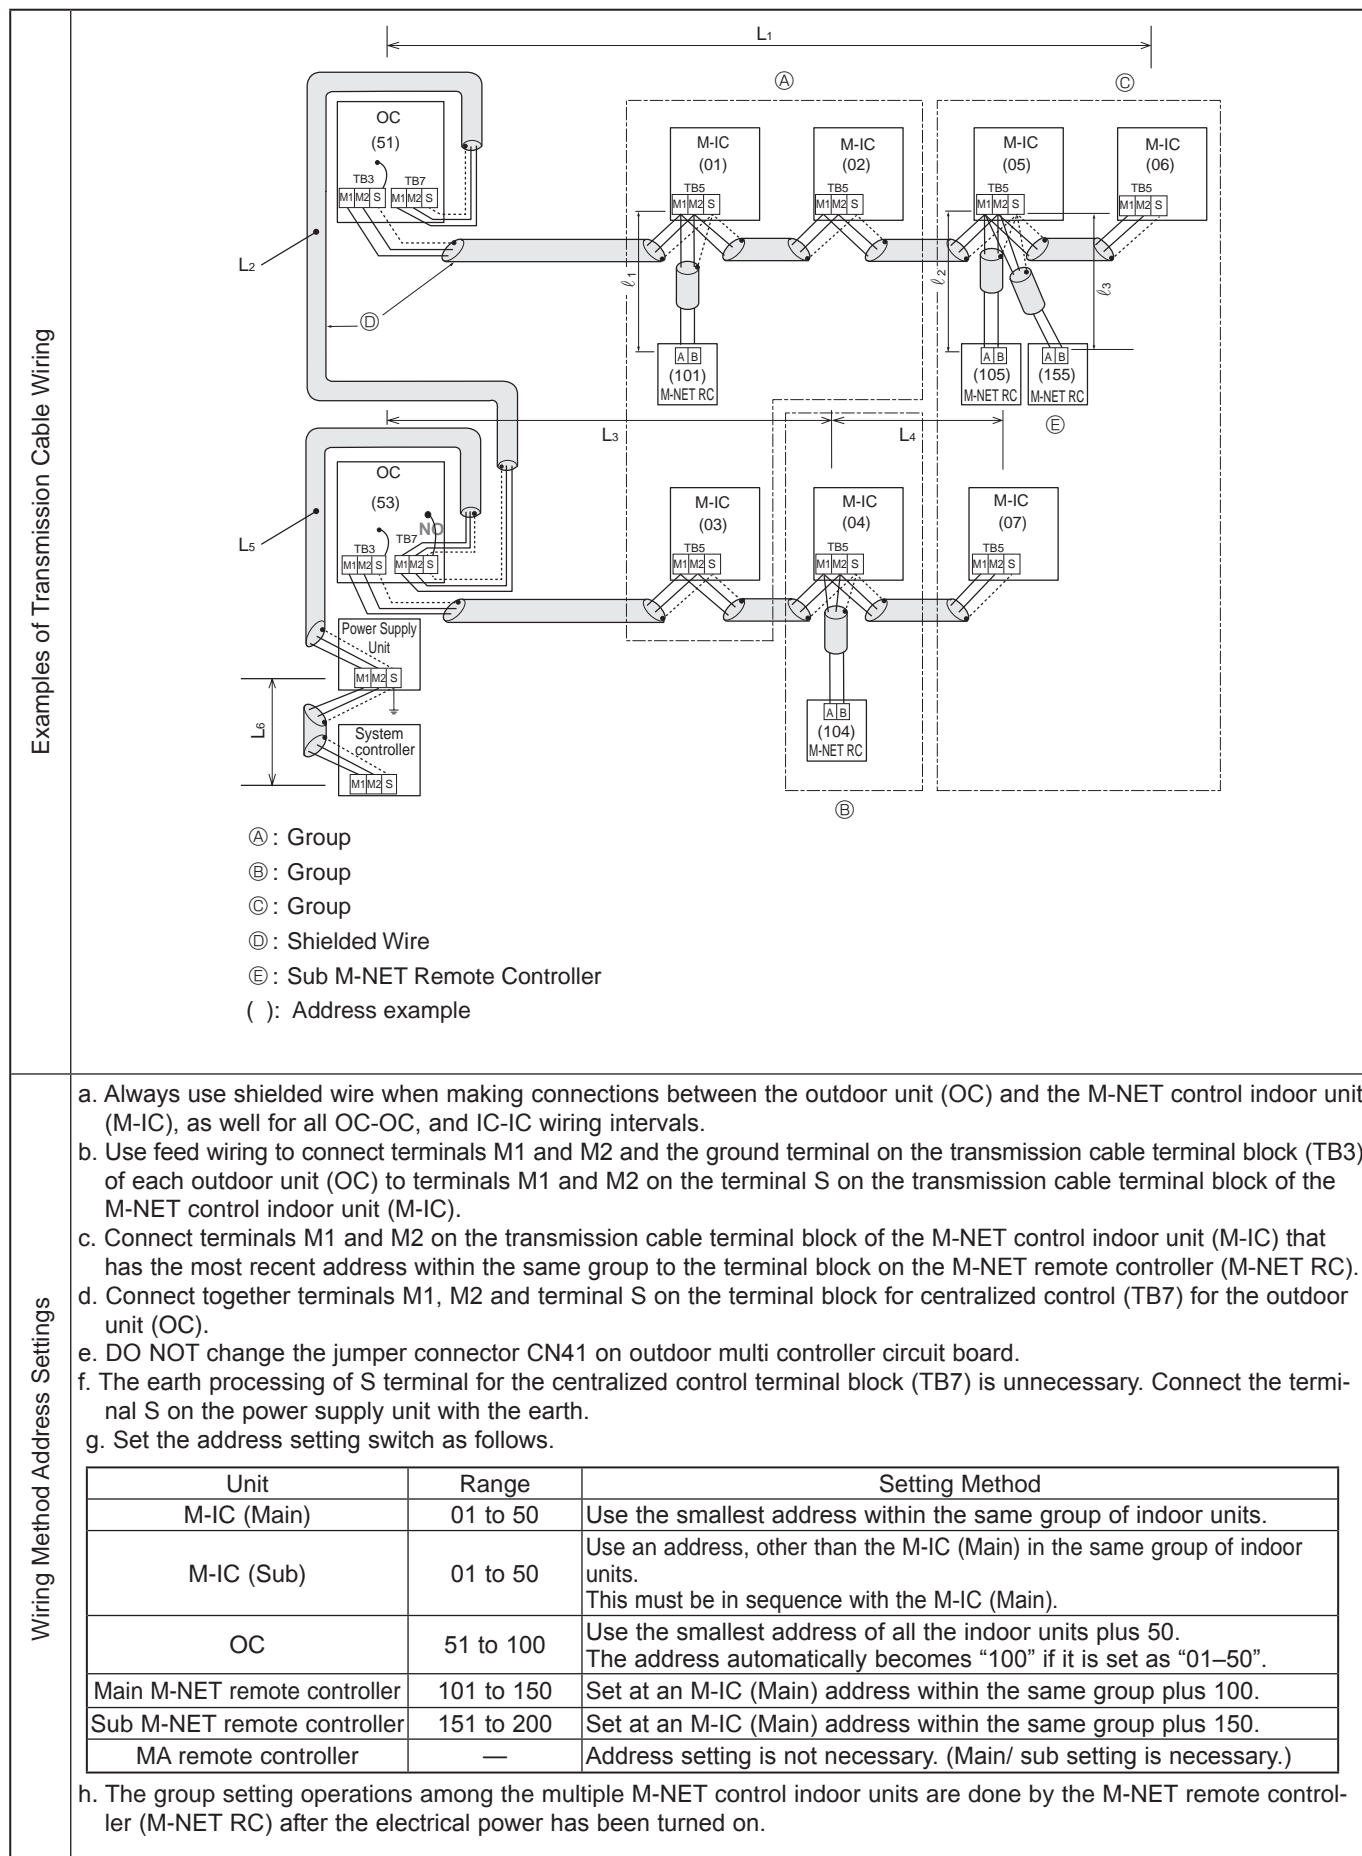 Examples of Transmission Cable Wiring
L1
Ⓐ
Ⓒ
OC
(51)
TB3
TB7
M1 M2 S
M1 M2 S
M-IC
(01)
TB5
M1 M2 S
M-IC
(02)
TB5
M1 M2 S
M-IC
(05)
TB5
M1 M2 S
M-IC
(06)
TB5
M1 M2 S
L2
ℓ1
ℓ2
ℓ3
Ⓓ
A B
(101)
M-NET RC
A B
(105)
M-NET RC
A B
(155)
M-NET RC
Ⓔ
L3
L4
OC
(53)
NO
TB3
TB7
M1 M2 S
M1 M2 S
L5
M-IC
(03)
TB5
M1 M2 S
M-IC
(04)
TB5
M1 M2 S
M-IC
(07)
TB5
M1 M2 S
Power Supply
Unit
M1 M2 S
L6
System
controller
M1 M2 S
A B
(104)
M-NET RC
Ⓑ
Ⓐ : Group
Ⓑ : Group
Ⓒ : Group
Ⓓ : Shielded Wire
Ⓔ : Sub M-NET Remote Controller
( ): Address example
Wiring Method Address Settings
a. Always use shielded wire when making connections between the outdoor unit (OC) and the M-NET control indoor unit
(M-IC), as well for all OC-OC, and IC-IC wiring intervals.
b. Use feed wiring to connect terminals M1 and M2 and the ground terminal on the transmission cable terminal block (TB3)
of each outdoor unit (OC) to terminals M1 and M2 on the terminal S on the transmission cable terminal block of the
M-NET control indoor unit (M-IC).
c. Connect terminals M1 and M2 on the transmission cable terminal block of the M-NET control indoor unit (M-IC) that
has the most recent address within the same group to the terminal block on the M-NET remote controller (M-NET RC).
d. Connect together terminals M1, M2 and terminal S on the terminal block for centralized control (TB7) for the outdoor
unit (OC).
e. DO NOT change the jumper connector CN41 on outdoor multi controller circuit board.
f. The earth processing of S terminal for the centralized control terminal block (TB7) is unnecessary. Connect the termi-
nal S on the power supply unit with the earth.
g. Set the address setting switch as follows.
Unit Range Setting Method
M-IC (Main) 01 to 50 Use the smallest address within the same group of indoor units.
M-IC (Sub) 01 to 50 Use an address, other than the M-IC (Main) in the same group of indoor
units.
This must be in sequence with the M-IC (Main).
OC 51 to 100 Use the smallest address of all the indoor units plus 50.
The address automatically becomes “100” if it is set as “01–50”.
Main M-NET remote controller 101 to 150 Set at an M-IC (Main) address within the same group plus 100.
Sub M-NET remote controller 151 to 200 Set at an M-IC (Main) address within the same group plus 150.
MA remote controller — Address setting is not necessary. (Main/ sub setting is necessary.)
h. The group setting operations among the multiple M-NET control indoor units are done by the M-NET remote control-
ler (M-NET RC) after the electrical power has been turned on.